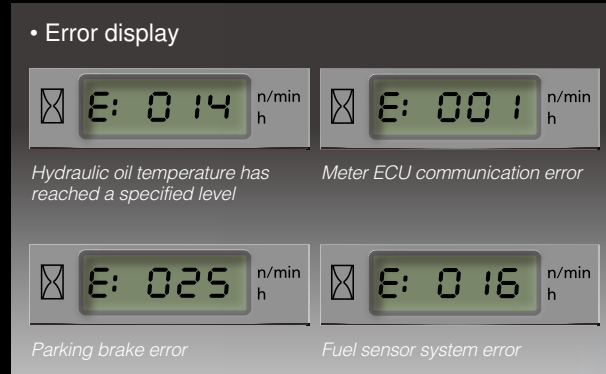 • Error display
E: 014 n/min
h
E: 001 n/min
h
Hydraulic oil temperature has
reached a specified level
Meter ECU communication error
E: 025 n/min
h
E: 016 n/min
h
Parking brake error
Fuel sensor system error